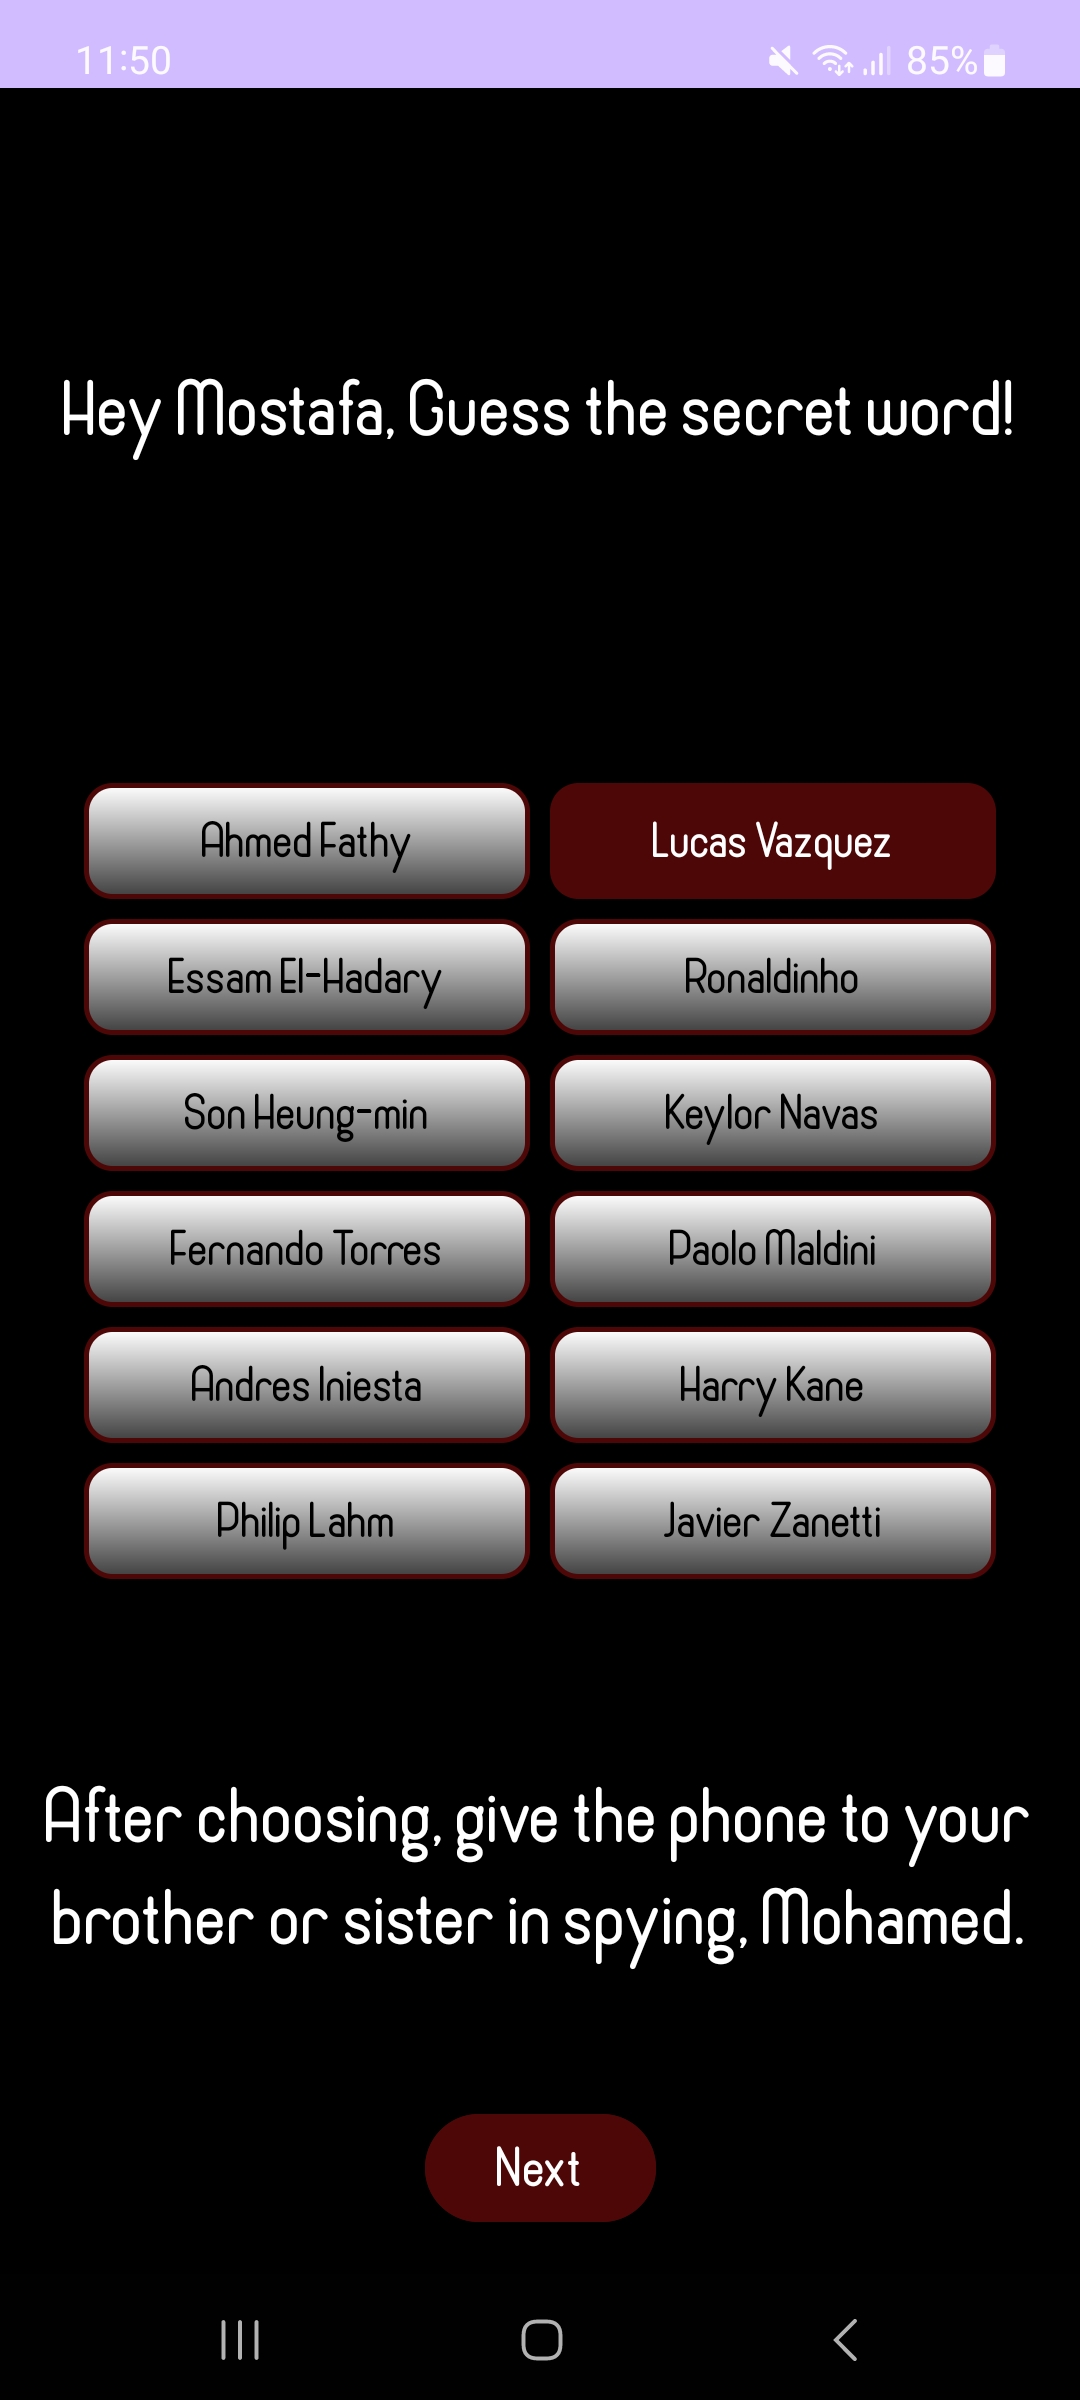 11:50
85%
Hey Mostafa, Guess the secret word!
Ahmed Fathy
Lucas Vazquez
Essam El-Hadary
Ronaldinho
Son Heung-min
Keylor Navas
Fernando Torres
Paolo Maldini
Andres Iniesta
Harry Kane
Philip Lahm
Javier Zanetti
After choosing, give the phone to your
brother or sister in spying, Mohamed.
Next